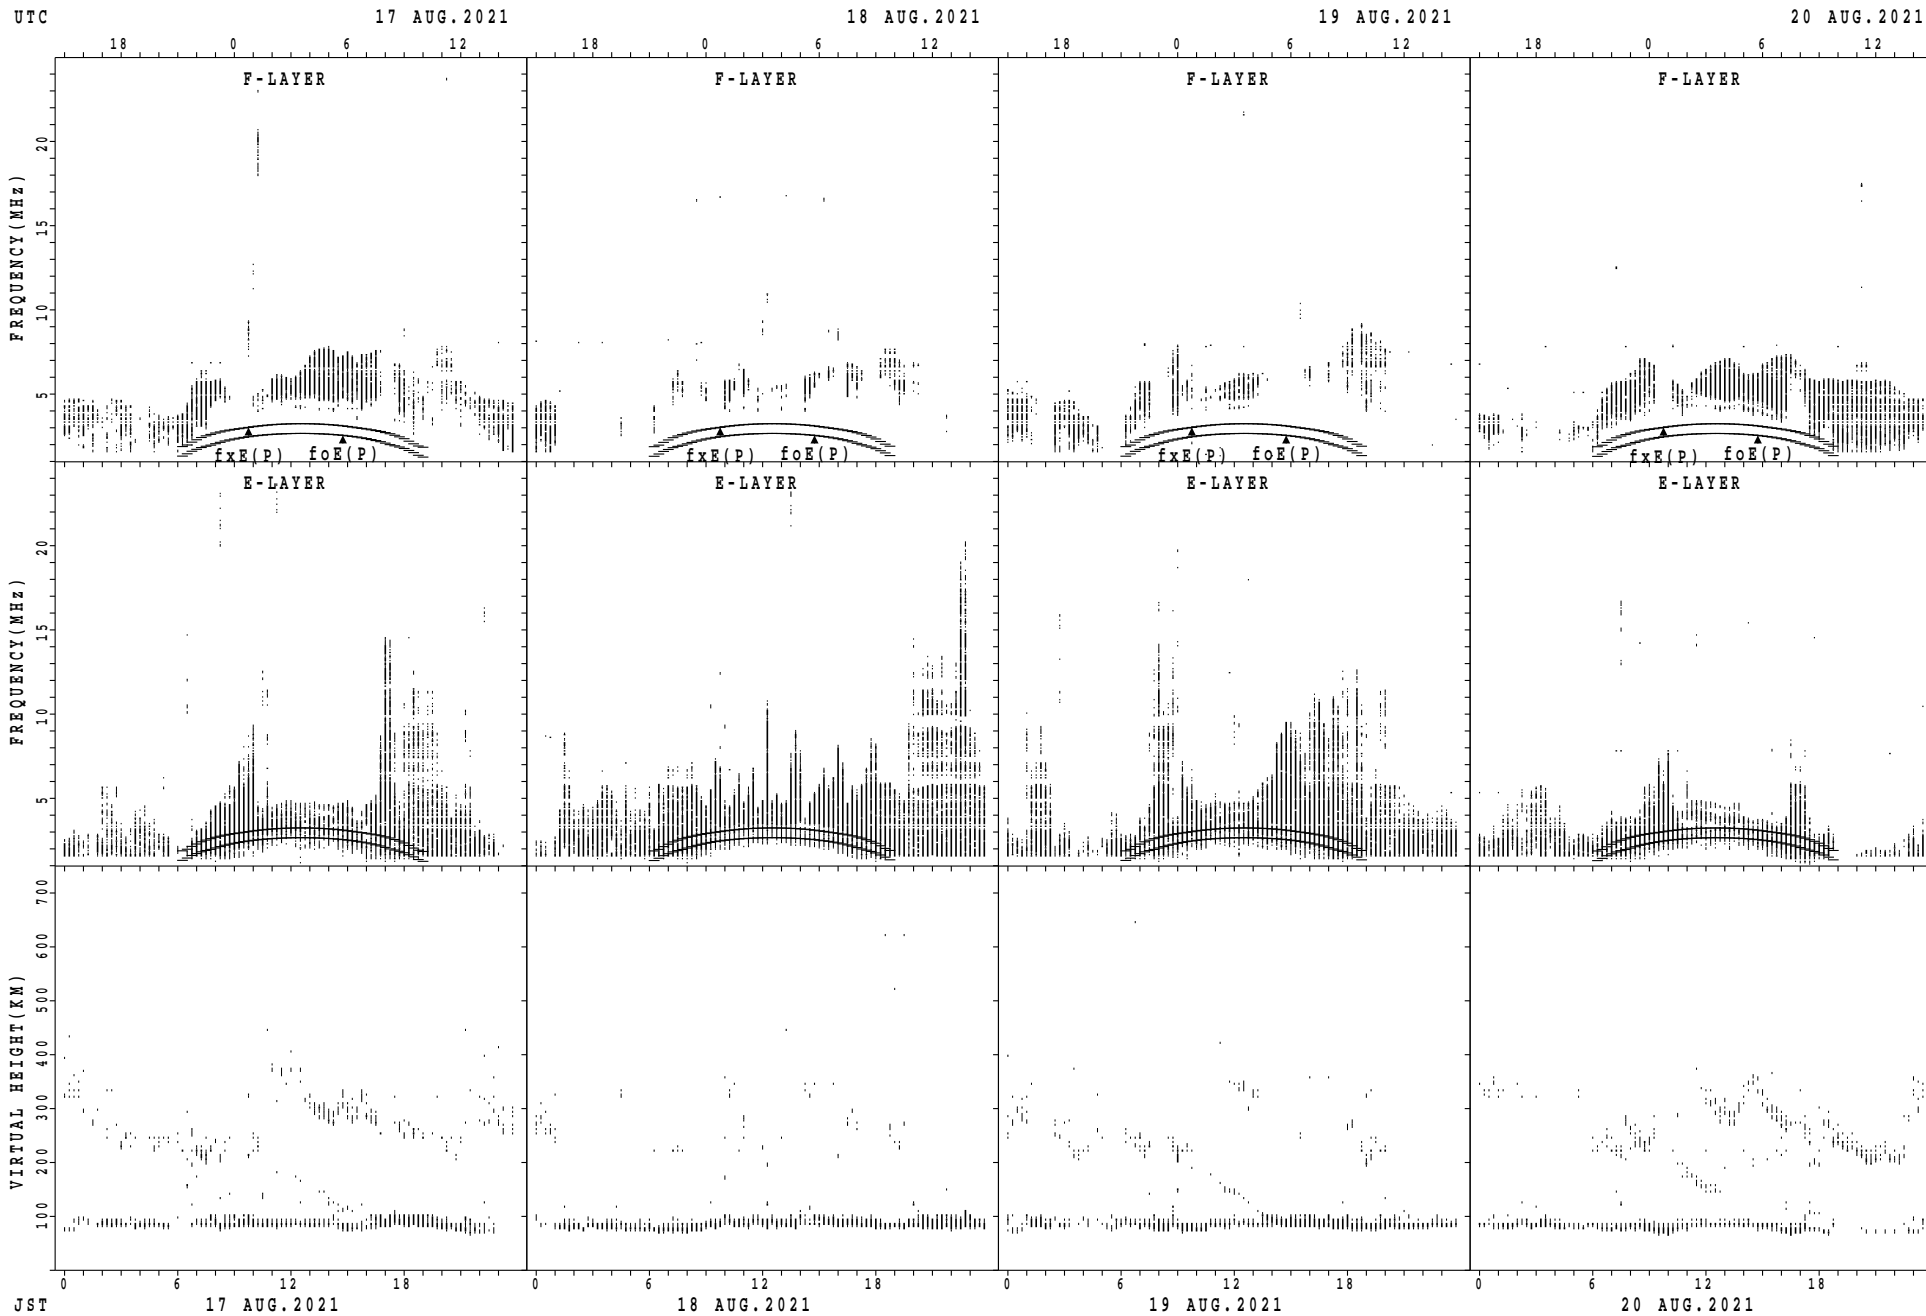 UTC 17 AUG.2021 18 AUG.2021 19 AUG.2021 20 AUG.2021
18 0 6 12 18 0 6 12 18 0 6 12 18 0 6 12
F-LAYER F-LAYER F-LAYER F-LAYER
FREQUENCY(MHz)
20
15
10
5
fxE(P) foE(P) fxE(P) foE(P) fxE(P) foE(P) fxE(P) foE(P)
E-LAYER E-LAYER E-LAYER E-LAYER
FREQUENCY(MHz)
20
15
10
5
VIRTUAL HEIGHT(KM)
700
600
500
400
300
200
100
0 6 12 18 0 6 12 18 0 6 12 18 0 6 12 18
JST 17 AUG.2021 18 AUG.2021 19 AUG.2021 20 AUG.2021